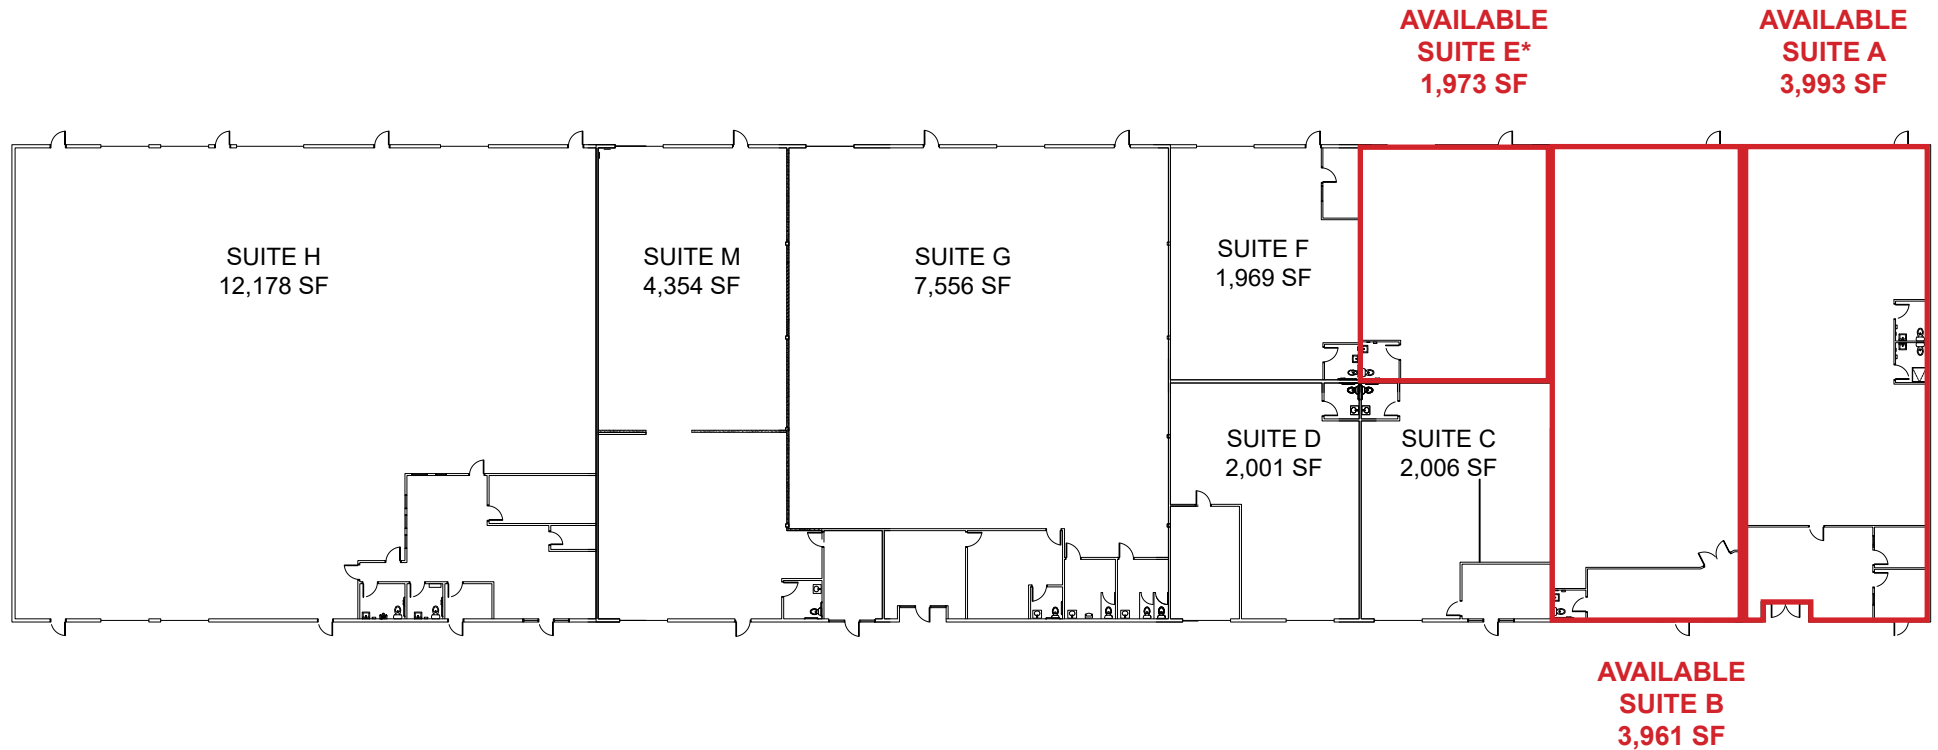 AVAILABLE
SUITE E*
1,973 SF
AVAILABLE
SUITE A
3,993 SF
SUITE H
12,178 SF
SUITE M
4,354 SF
SUITE G
7,556 SF
SUITE F
1,969 SF
SUITE D
2,001 SF
SUITE C
2,006 SF
AVAILABLE
SUITE B
3,961 SF